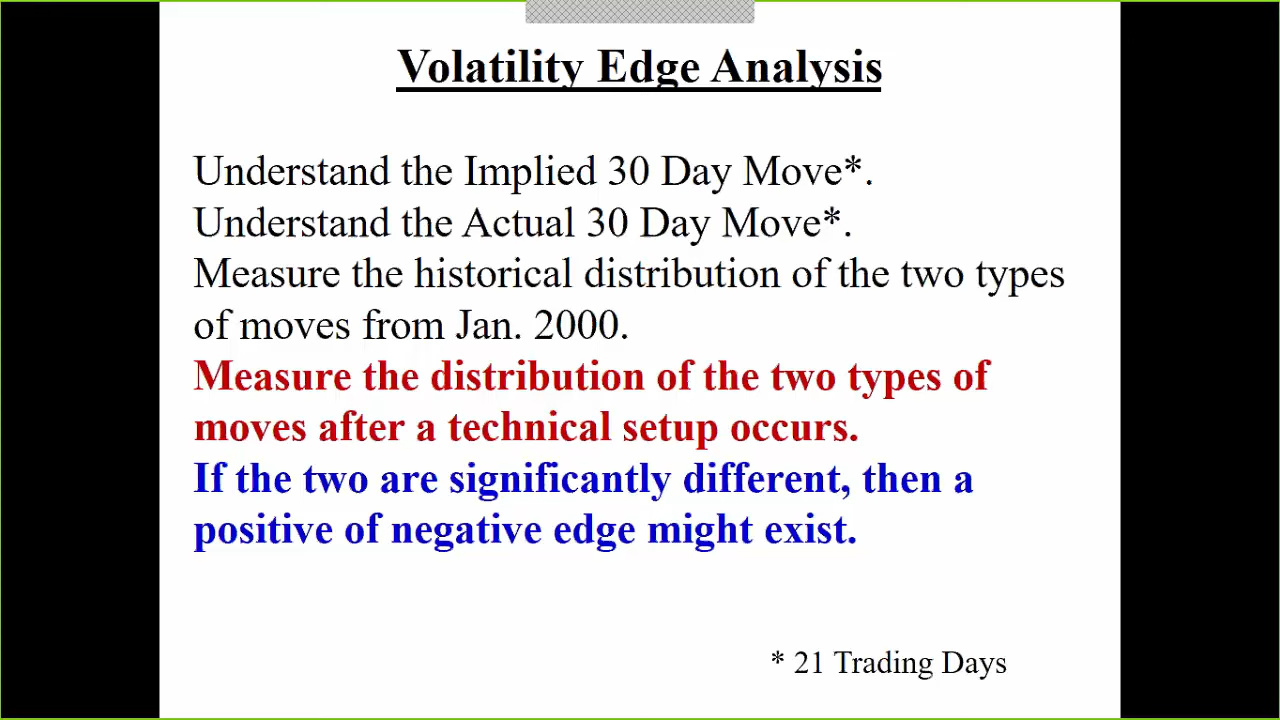 Volatility Edge Analysis
Understand the Implied 30 Day Move*.
Understand the Actual 30 Day Move*.
Measure the historical distribution of the two types
of moves from Jan. 2000.
Measure the distribution of the two types of
moves after a technical setup occurs.
If the two are significantly different, then a
positive of negative edge might exist.
* 21 Trading Days